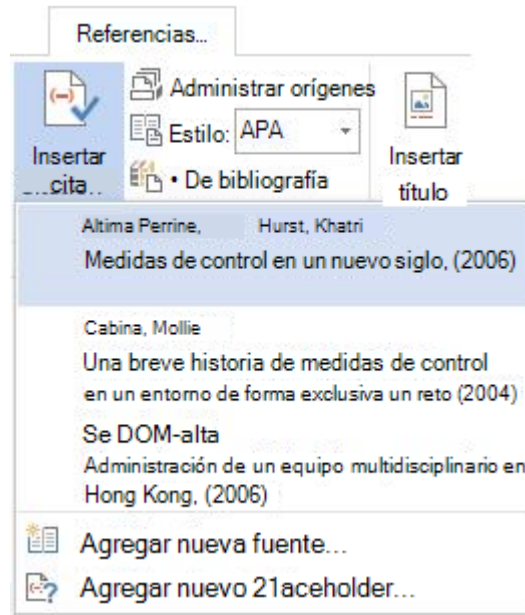 Referencias...
Administrar orígenes
Estilo: APA
Insertar
cita
• De bibliografía
Insertar
título
Altima Perrine, Hurst, Khatri
Medidas de control en un nuevo siglo, (2006)
Cabina, Mollie
Una breve historia de medidas de control
en un entorno de forma exclusiva un reto (2004)
Se DOM-alta
Administración de un equipo multidisciplinario en
Hong Kong, (2006)
Agregar nueva fuente...
Agregar nuevo 21aceholder...